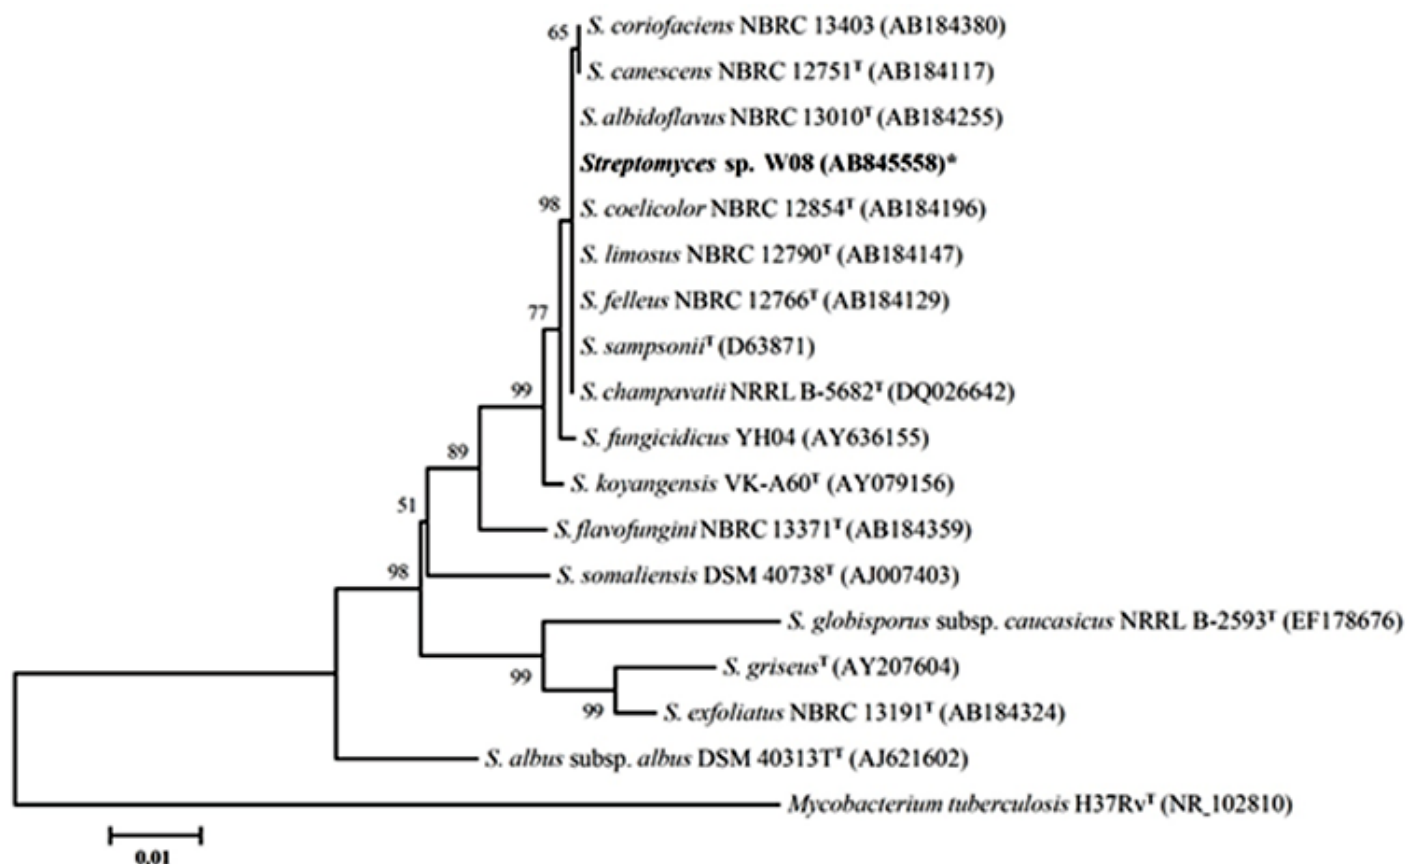 65
S. coriofaciens NBRC 13403 (AB184380)
S. canescens NBRC 12751ᵀ (AB184117)
S. albidoflavus NBRC 13010ᵀ (AB184255)
Streptomyces sp. W08 (AB845558)*
98
S. coelicolor NBRC 12854ᵀ (AB184196)
S. limosus NBRC 12790ᵀ (AB184147)
S. felleus NBRC 12766ᵀ (AB184129)
77
S. sampsoniiᵀ (D63871)
99
S. champavatii NRRL B-5682ᵀ (DQ026642)
S. fungicidicus YH04 (AY636155)
89
S. koyangensis VK-A60ᵀ (AY079156)
51
S. flavofungini NBRC 13371ᵀ (AB184359)
98
S. somaliensis DSM 40738ᵀ (AJ007403)
S. globisporus subsp. caucasicus NRRL B-2593ᵀ (EF178676)
99
S. griseusᵀ (AY207604)
99
S. exfoliatus NBRC 13191ᵀ (AB184324)
S. albus subsp. albus DSM 40313Tᵀ (AJ621602)
Mycobacterium tuberculosis H37Rvᵀ (NR_102810)
0.01